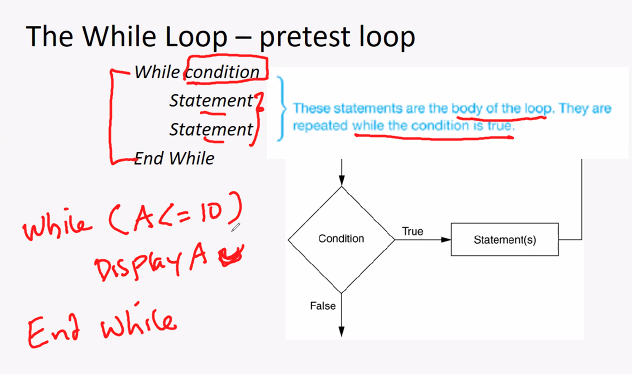 The While Loop – pretest loop
While condition
Statement
Statement
End While
These statements are the body of the loop. They are
repeated while the condition is true.
While (A<=10)
Display A
End While
Condition
True
Statement(s)
False